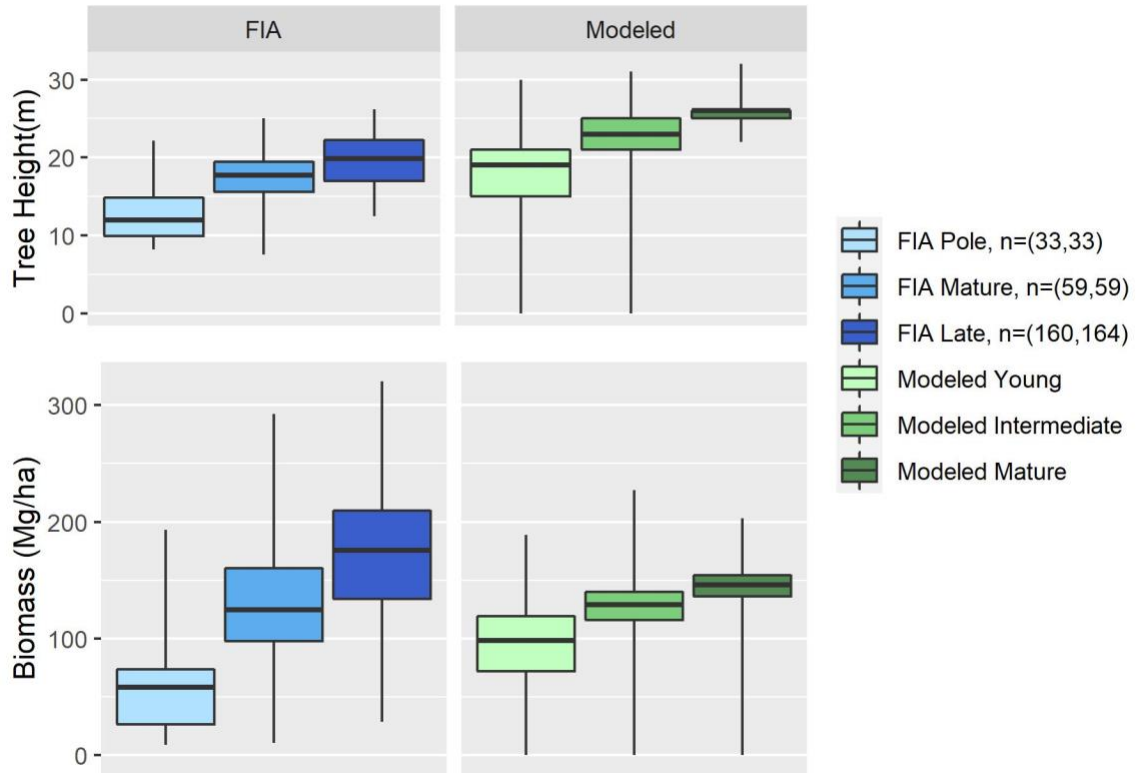 FIA
Modeled
Tree Height(m)
30
20
10
0
Biomass (Mg/ha)
300
200
100
0
FIA Pole, n=(33,33)
FIA Mature, n=(59,59)
FIA Late, n=(160,164)
Modeled Young
Modeled Intermediate
Modeled Mature